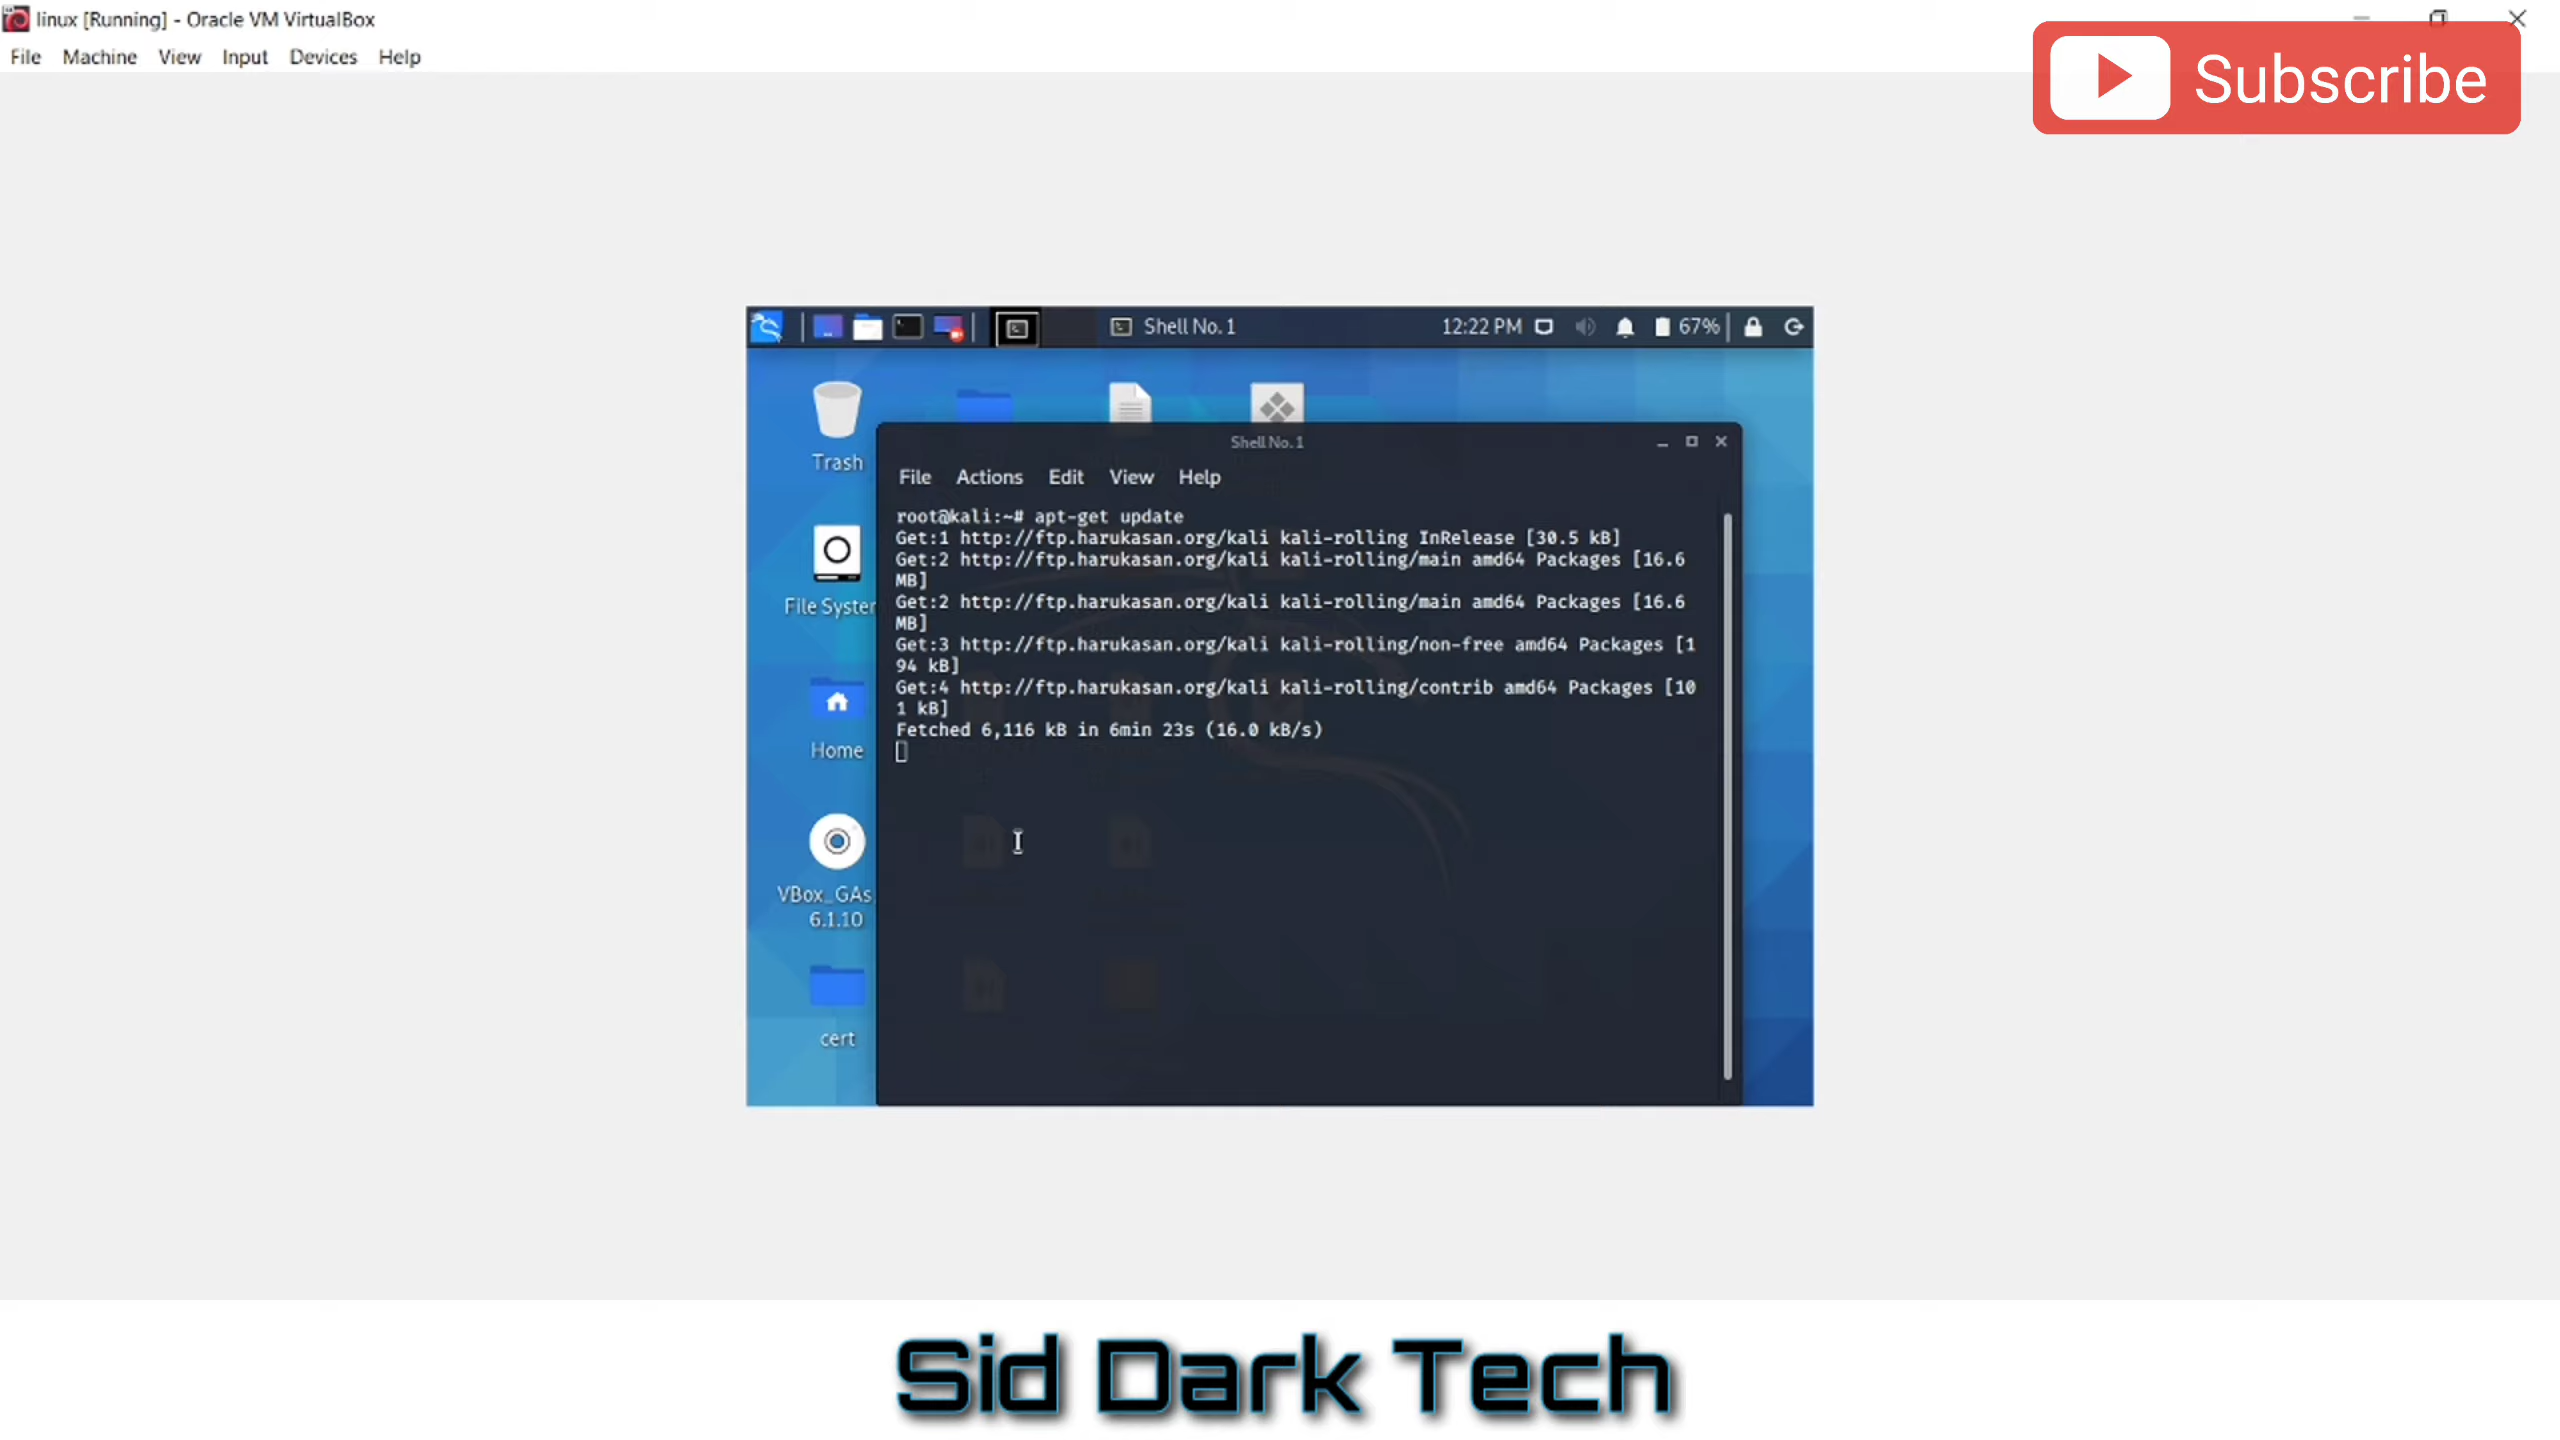 linux [Running] - Oracle VM VirtualBox
File Machine View Input Devices Help
Subscribe
Shell No. 1
12:22 PM
67%
Trash
File System
Home
VBox_GAs
6.1.10
cert
Shell No. 1
File Actions Edit View Help
root@kali:~# apt-get update
Get:1 http://ftp.harukasan.org/kali kali-rolling InRelease [30.5 kB]
Get:2 http://ftp.harukasan.org/kali kali-rolling/main amd64 Packages [16.6
MB]
Get:2 http://ftp.harukasan.org/kali kali-rolling/main amd64 Packages [16.6
MB]
Get:3 http://ftp.harukasan.org/kali kali-rolling/non-free amd64 Packages [1
94 kB]
Get:4 http://ftp.harukasan.org/kali kali-rolling/contrib amd64 Packages [10
1 kB]
Fetched 6,116 kB in 6min 23s (16.0 kB/s)
Sid Dark Tech